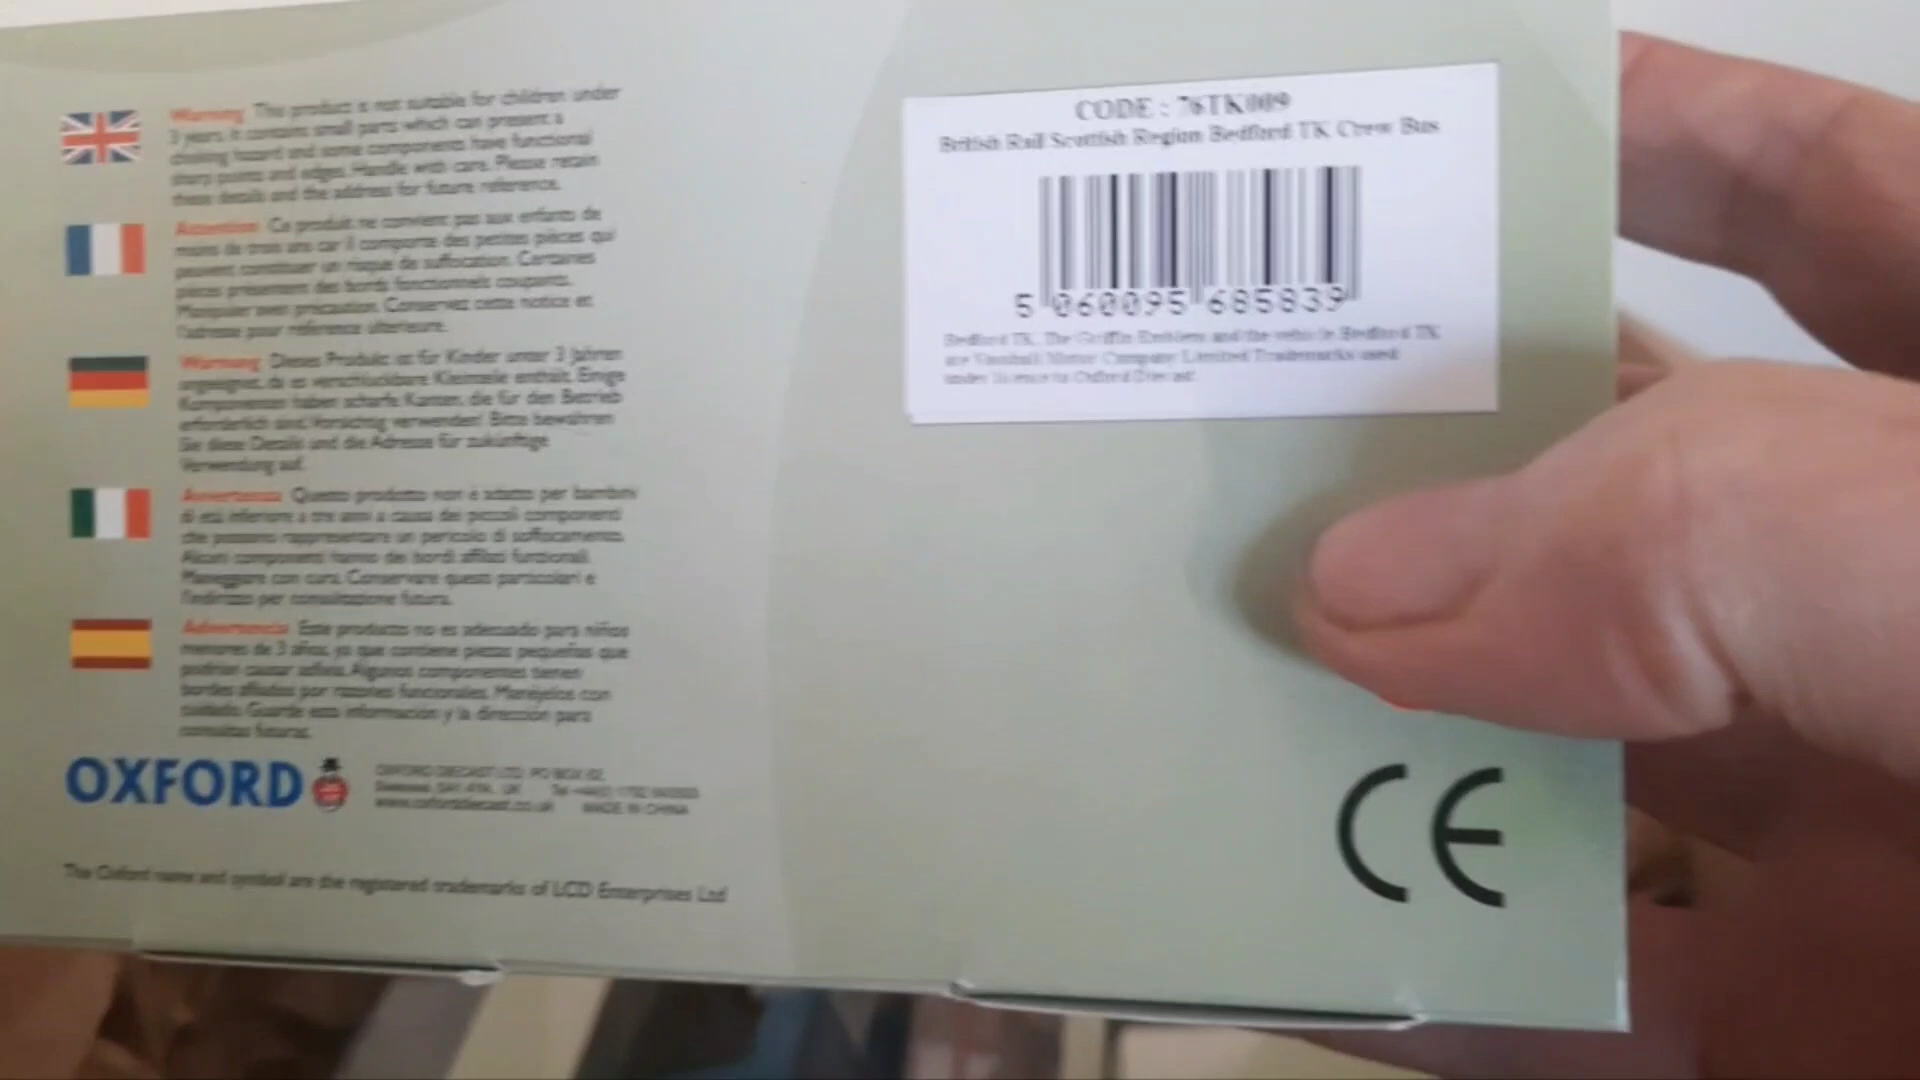 Warning This product is not suitable for children under
3 years. It contains small parts which can present a
choking hazard and some components have functional
sharp points and edges. Handle with care. Please retain
these details and the address for future reference.
Attention Ce produit ne convient pas aux enfants de
moins de trois ans car il comporte des petites pièces qui
peuvent constituer un risque de suffocation. Certaines
pièces présentent des bords fonctionnels coupants.
Manipuler avec précaution. Conservez cette notice et
l'adresse pour référence ultérieure.
Warnung Dieses Produkt ist für Kinder unter 3 Jahren
ungeeignet, da es verschluckbare Kleinteile enthält. Einige
Komponenten haben scharfe Kanten, die für den Betrieb
erforderlich sind. Vorsichtig verwenden! Bitte bewahren
Sie diese Details und die Adresse für zukünftige
Verwendung auf.
Avvertenza Questo prodotto non è adatto per bambini
di età inferiore a tre anni a causa dei piccoli componenti
che possono rappresentare un pericolo di soffocamento.
Alcuni componenti hanno dei bordi affilati funzionali.
Maneggiare con cura. Conservare questi particolari e
l'indirizzo per consultazione futura.
Advertencia Este producto no es adecuado para niños
menores de 3 años, ya que contiene piezas pequeñas que
podrían causar asfixia. Algunos componentes tienen
bordes afilados por razones funcionales. Manéjelos con
cuidado. Guarde esta información y la dirección para
consultas futuras.
OXFORD
OXFORD DIECAST LTD PO BOX 62,
Swansea, UK Tel
www.oxforddiecast.co.uk MADE IN CHINA
The Oxford name and symbol are the registered trademarks of LCD Enterprises Ltd
CODE : 76TK009
British Rail Scottish Region Bedford TK Crew Bus
5 060095 685839
Bedford TK, The Griffin Emblem and the vehicle Bedford TK
are Vauxhall Motor Company Limited Trademarks used
under licence to Oxford Diecast
CE